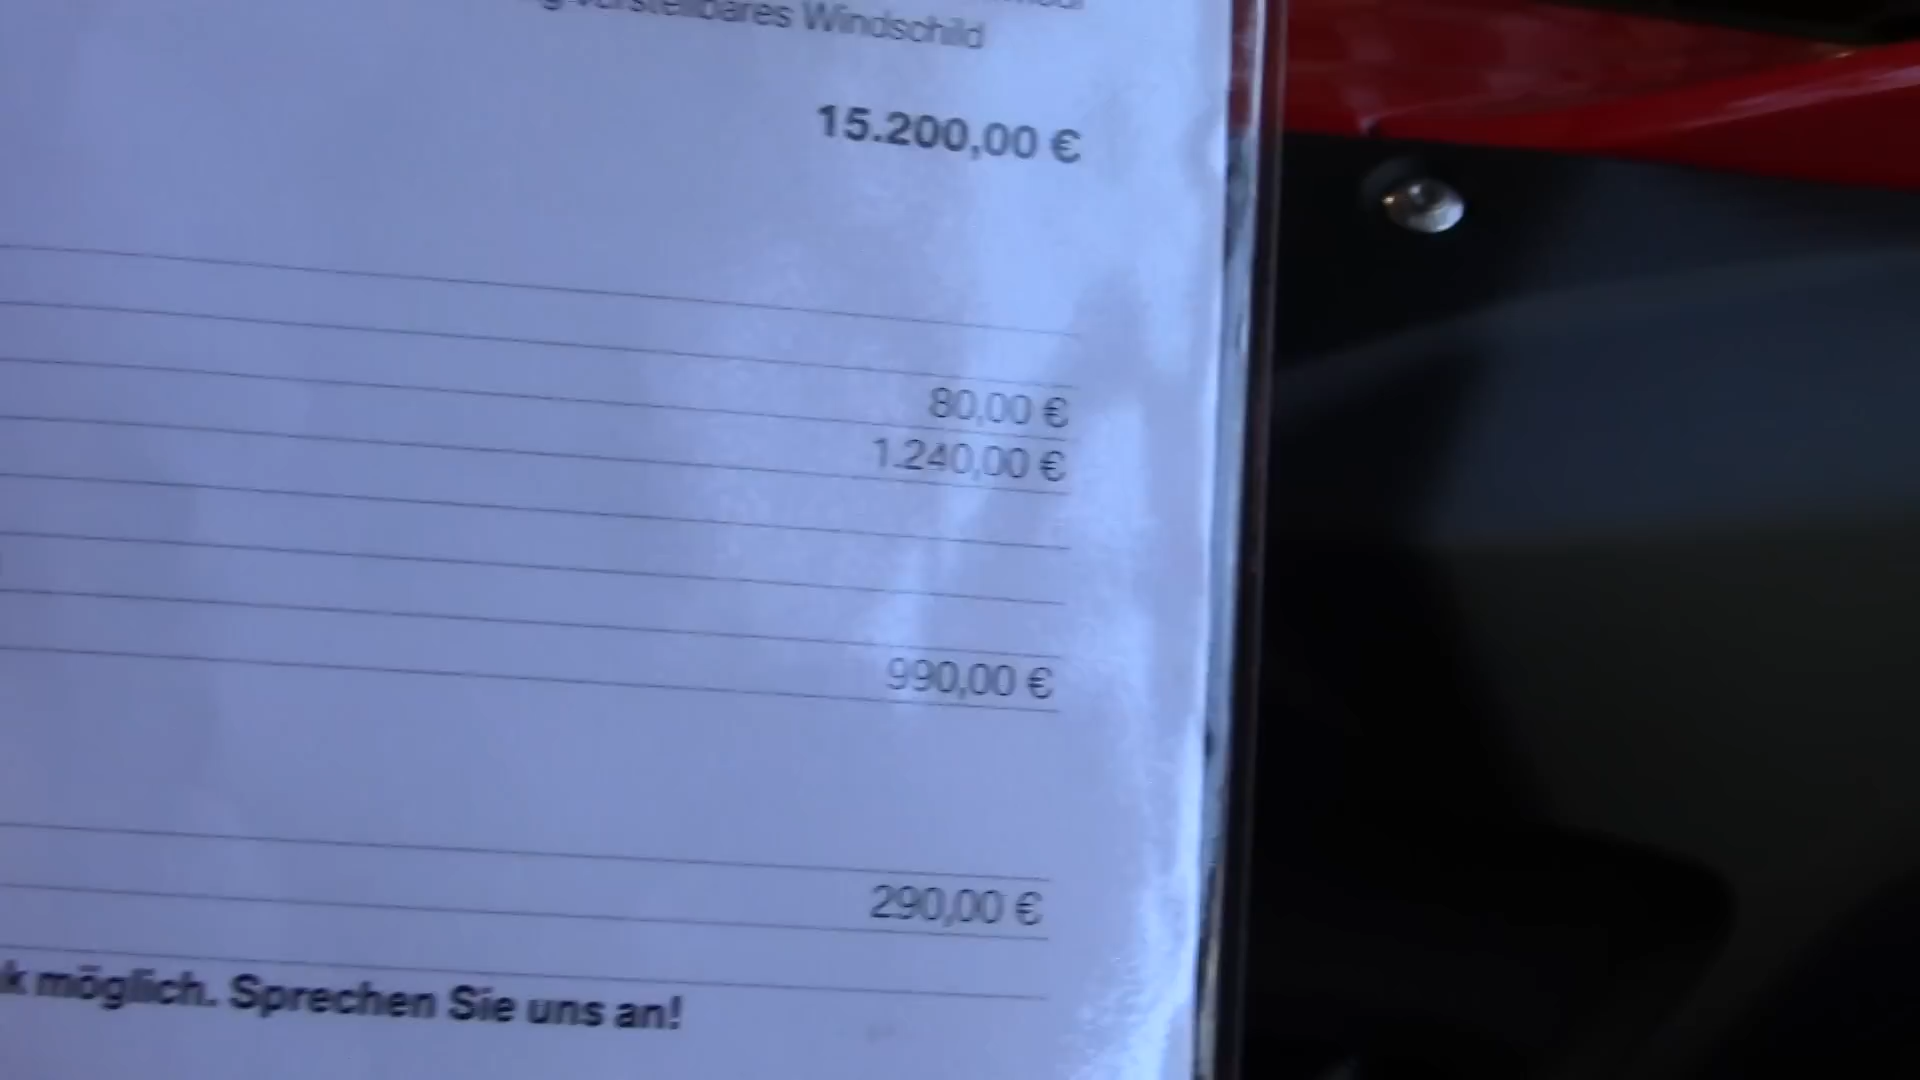 verstellbares Windschild
15.200,00 €
80,00 €
1.240,00 €
990,00 €
290,00 €
möglich. Sprechen Sie uns an!